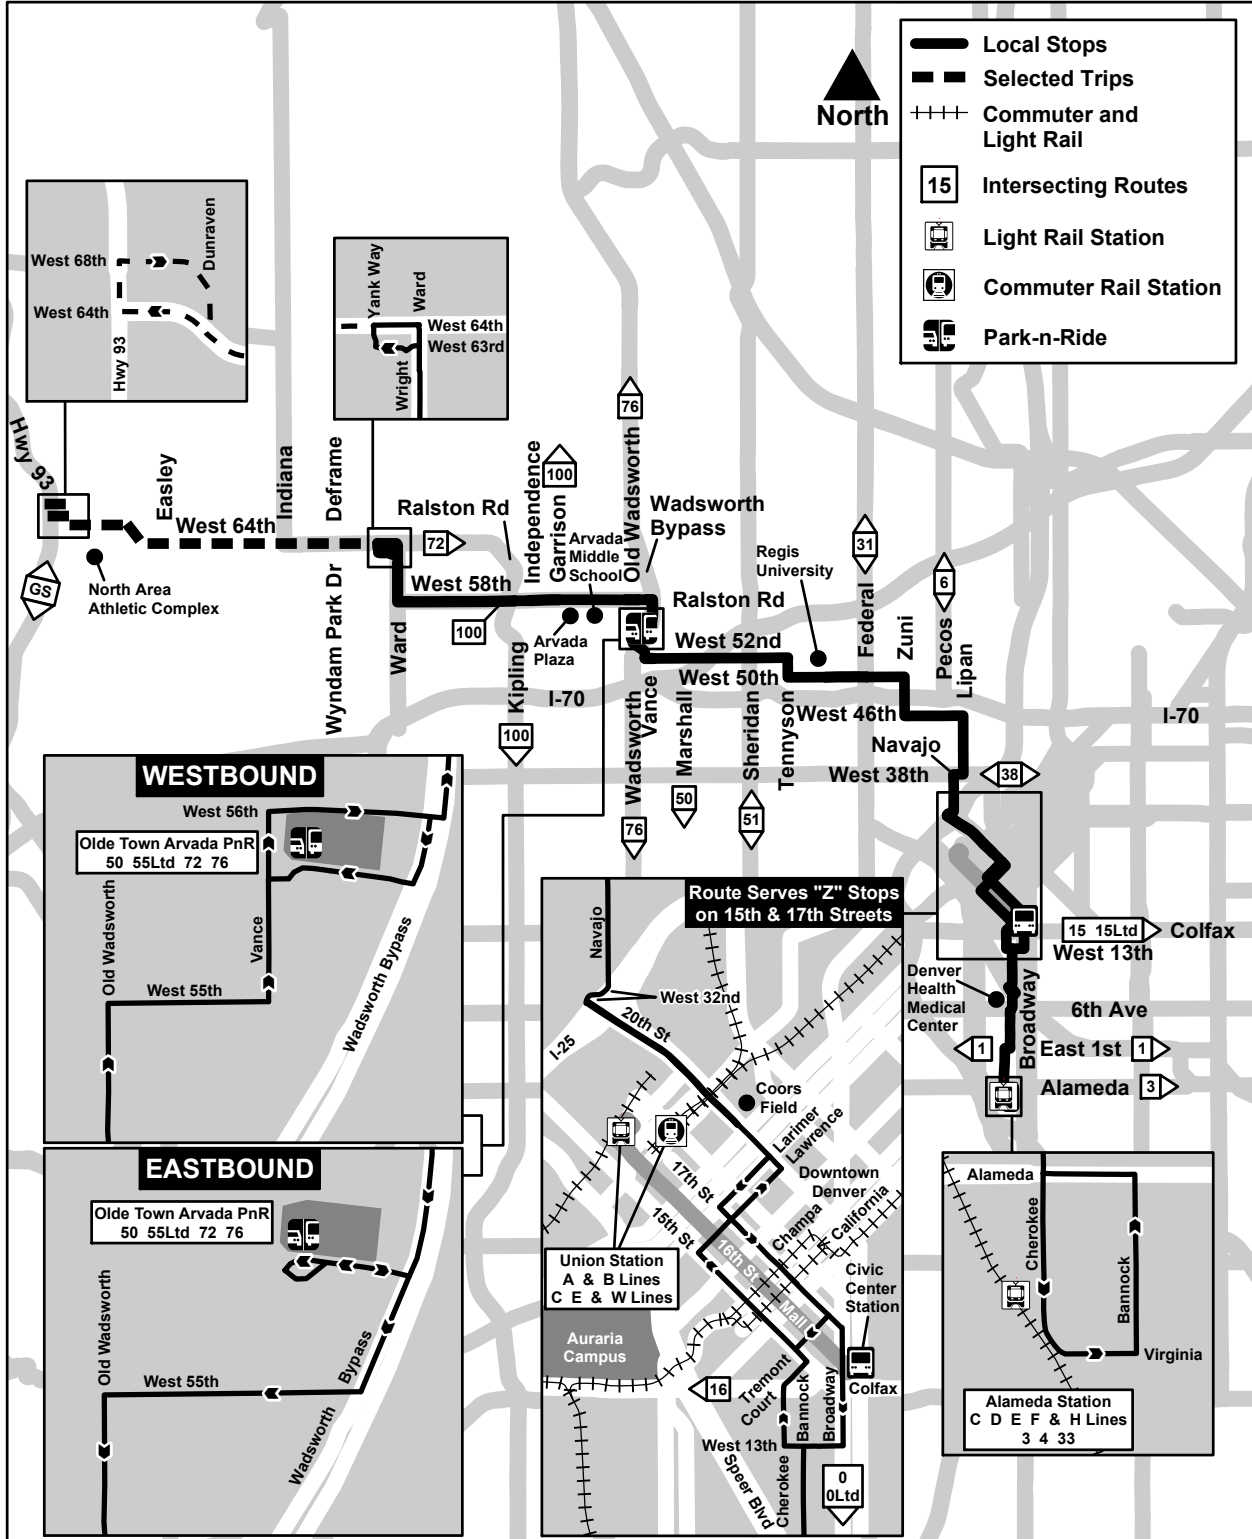 Local Stops
Selected Trips
Commuter and
Light Rail
15
Intersecting Routes
Light Rail Station
Commuter Rail Station
Park-n-Ride
North
West 68th
Dunraven
West 64th
Hwy 93
Yank Way
Ward
West 64th
West 63rd
Wright
Hwy 93
GS
North Area
Athletic Complex
Easley
West 64th
Indiana
Deframe
Wyndam Park Dr
Ward
72
Ralston Rd
West 58th
100
Independence
Garrison
100
Arvada
Middle
School
Arvada
Plaza
Kipling
100
I-70
76
Old Wadsworth
Wadsworth
Bypass
Ralston Rd
West 52nd
West 50th
Regis
University
31
Federal
Zuni
6
Pecos
Lipan
West 46th
I-70
Navajo
West 38th
38
Wadsworth
Vance
Marshall
Sheridan
Tennyson
76
50
51
15 15Ltd
Colfax
West 13th
Denver
Health
Medical
Center
Broadway
6th Ave
1
East 1st
1
Alameda
3
WESTBOUND
West 56th
Olde Town Arvada PnR
50 55Ltd 72 76
Old Wadsworth
Vance
West 55th
Wadsworth Bypass
EASTBOUND
Olde Town Arvada PnR
50 55Ltd 72 76
Old Wadsworth
West 55th
Bypass
Wadsworth
Route Serves "Z" Stops
on 15th & 17th Streets
Navajo
West 32nd
20th St
I-25
Coors
Field
Larimer
Lawrence
17th St
15th St
Downtown
Denver
Champa
California
16th St
Mall
Union Station
A & B Lines
C E & W Lines
Civic
Center
Station
Auraria
Campus
16
Tremont
Court
Bannock
Broadway
Colfax
West 13th
Speer Blvd
Cherokee
0
0Ltd
Alameda
Cherokee
Bannock
Virginia
Alameda Station
C D E F & H Lines
3 4 33